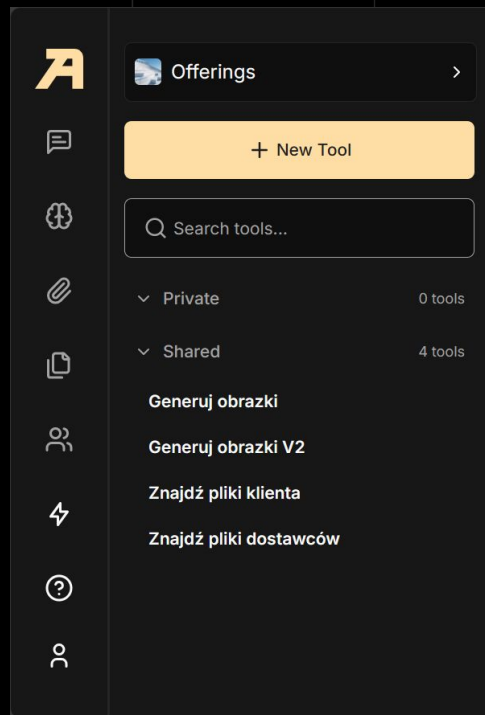 Offerings
+ New Tool
Search tools...
Private 0 tools
Shared 4 tools
Generuj obrazki
Generuj obrazki V2
Znajdź pliki klienta
Znajdź pliki dostawców